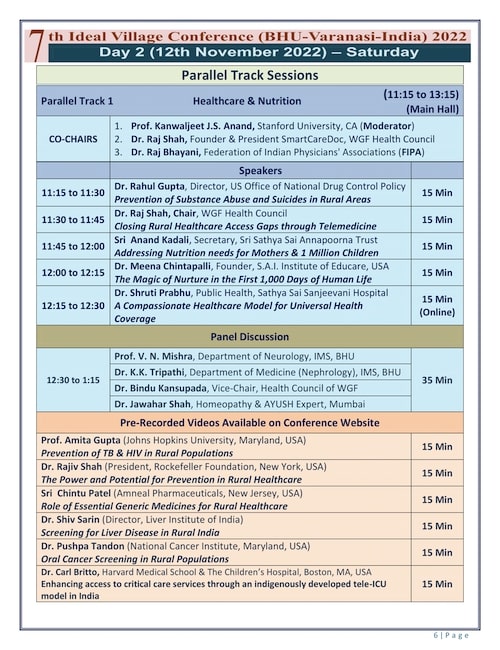 7th Ideal Village Conference (BHU-Varanasi-India) 2022
Day 2 (12th November 2022) – Saturday
Parallel Track Sessions
Parallel Track 1 Healthcare & Nutrition (11:15 to 13:15)
(Main Hall)
CO-CHAIRS
1. Prof. Kanwaljeet J.S. Anand, Stanford University, CA (Moderator)
2. Dr. Raj Shah, Founder & President SmartCareDoc, WGF Health Council
3. Dr. Raj Bhayani, Federation of Indian Physicians' Associations (FIPA)
Speakers
11:15 to 11:30
Dr. Rahul Gupta, Director, US Office of National Drug Control Policy
Prevention of Substance Abuse and Suicides in Rural Areas
15 Min
11:30 to 11:45
Dr. Raj Shah, Chair, WGF Health Council
Closing Rural Healthcare Access Gaps through Telemedicine
15 Min
11:45 to 12:00
Sri Anand Kadali, Secretary, Sri Sathya Sai Annapoorna Trust
Addressing Nutrition needs for Mothers & 1 Million Children
15 Min
12:00 to 12:15
Dr. Meena Chintapalli, Founder, S.A.I. Institute of Educare, USA
The Magic of Nurture in the First 1,000 Days of Human Life
15 Min
12:15 to 12:30
Dr. Shruti Prabhu, Public Health, Sathya Sai Sanjeevani Hospital
A Compassionate Healthcare Model for Universal Health
Coverage
15 Min
(Online)
Panel Discussion
12:30 to 1:15
Prof. V. N. Mishra, Department of Neurology, IMS, BHU
Dr. K.K. Tripathi, Department of Medicine (Nephrology), IMS, BHU
Dr. Bindu Kansupada, Vice-Chair, Health Council of WGF
Dr. Jawahar Shah, Homeopathy & AYUSH Expert, Mumbai
35 Min
Pre-Recorded Videos Available on Conference Website
Prof. Amita Gupta (Johns Hopkins University, Maryland, USA)
Prevention of TB & HIV in Rural Populations
15 Min
Dr. Rajiv Shah (President, Rockefeller Foundation, New York, USA)
The Power and Potential for Prevention in Rural Healthcare
15 Min
Sri Chintu Patel (Amneal Pharmaceuticals, New Jersey, USA)
Role of Essential Generic Medicines for Rural Healthcare
15 Min
Dr. Shiv Sarin (Director, Liver Institute of India)
Screening for Liver Disease in Rural India
15 Min
Dr. Pushpa Tandon (National Cancer Institute, Maryland, USA)
Oral Cancer Screening in Rural Populations
15 Min
Dr. Carl Britto, Harvard Medical School & The Children's Hospital, Boston, MA, USA
Enhancing access to critical care services through an indigenously developed tele-ICU
model in India
15 Min
6 | Page